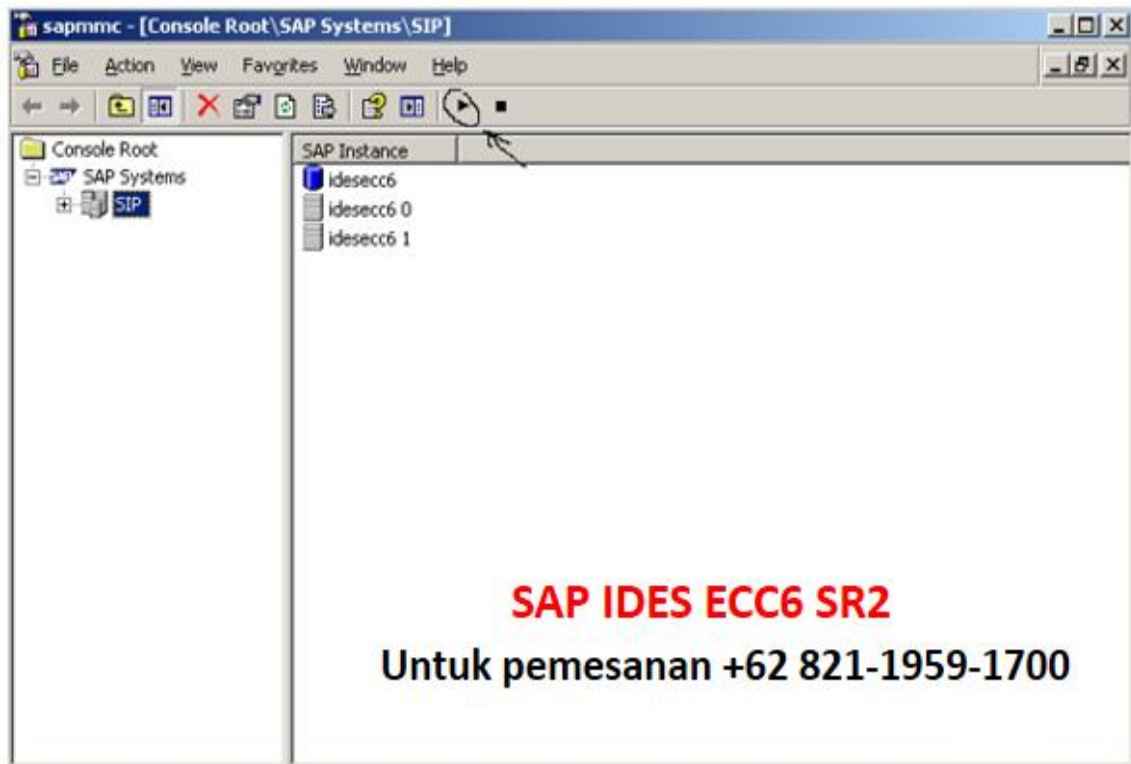 sapmmc - [Console Root\SAP Systems\SIP]
File Action View Favorites Window Help
Console Root
SAP Systems
SIP
SAP Instance
idesecc6
idesecc6 0
idesecc6 1
SAP IDES ECC6 SR2
Untuk pemesanan +62 821-1959-1700